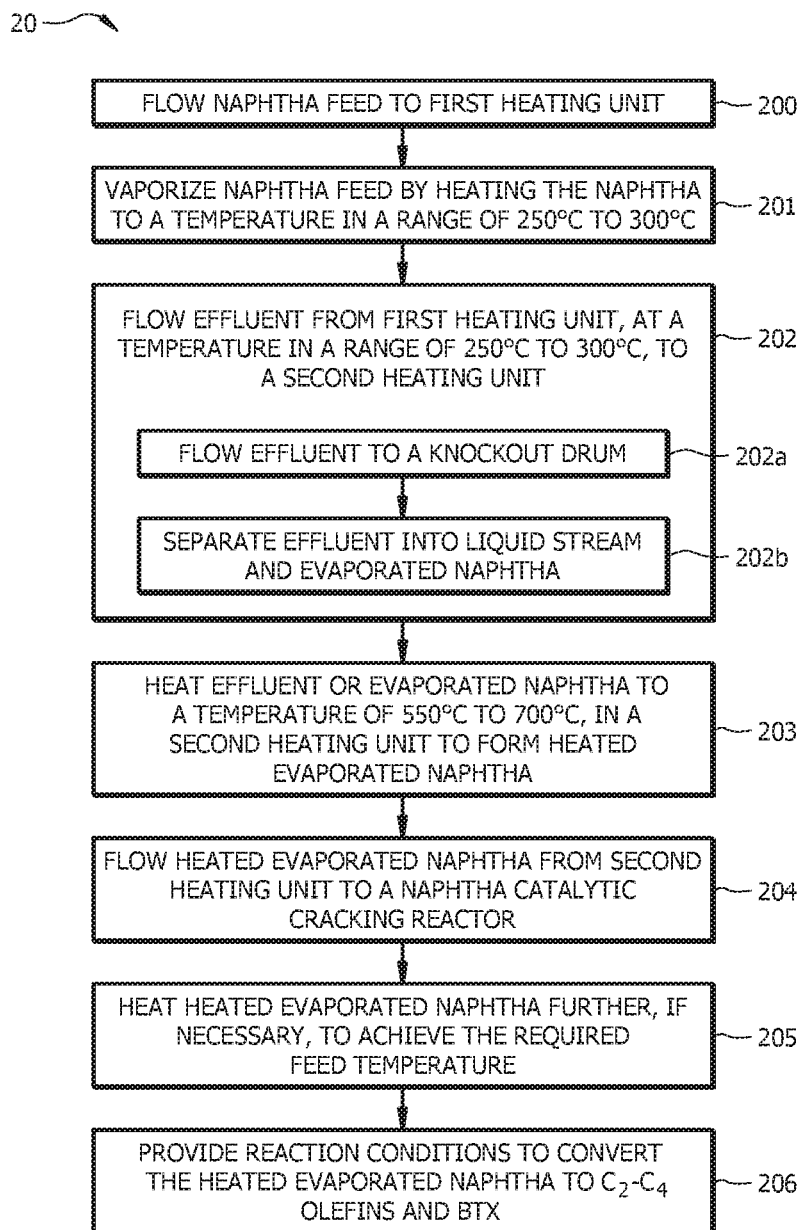 20
FLOW NAPHTHA FEED TO FIRST HEATING UNIT
200
VAPORIZE NAPHTHA FEED BY HEATING THE NAPHTHA
TO A TEMPERATURE IN A RANGE OF 250°C TO 300°C
201
FLOW EFFLUENT FROM FIRST HEATING UNIT, AT A
TEMPERATURE IN A RANGE OF 250°C TO 300°C, TO
A SECOND HEATING UNIT
202
FLOW EFFLUENT TO A KNOCKOUT DRUM
202a
SEPARATE EFFLUENT INTO LIQUID STREAM
AND EVAPORATED NAPHTHA
202b
HEAT EFFLUENT OR EVAPORATED NAPHTHA TO
A TEMPERATURE OF 550°C TO 700°C, IN A
SECOND HEATING UNIT TO FORM HEATED
EVAPORATED NAPHTHA
203
FLOW HEATED EVAPORATED NAPHTHA FROM SECOND
HEATING UNIT TO A NAPHTHA CATALYTIC
CRACKING REACTOR
204
HEAT HEATED EVAPORATED NAPHTHA FURTHER, IF
NECESSARY, TO ACHIEVE THE REQUIRED
FEED TEMPERATURE
205
PROVIDE REACTION CONDITIONS TO CONVERT
THE HEATED EVAPORATED NAPHTHA TO C₂-C₄
OLEFINS AND BTX
206